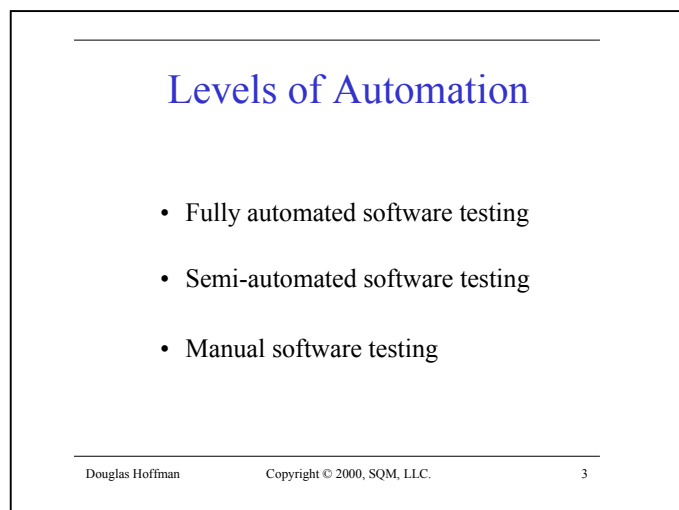 Levels of Automation
• Fully automated software testing
• Semi-automated software testing
• Manual software testing
Douglas Hoffman Copyright © 2000, SQM, LLC. 3